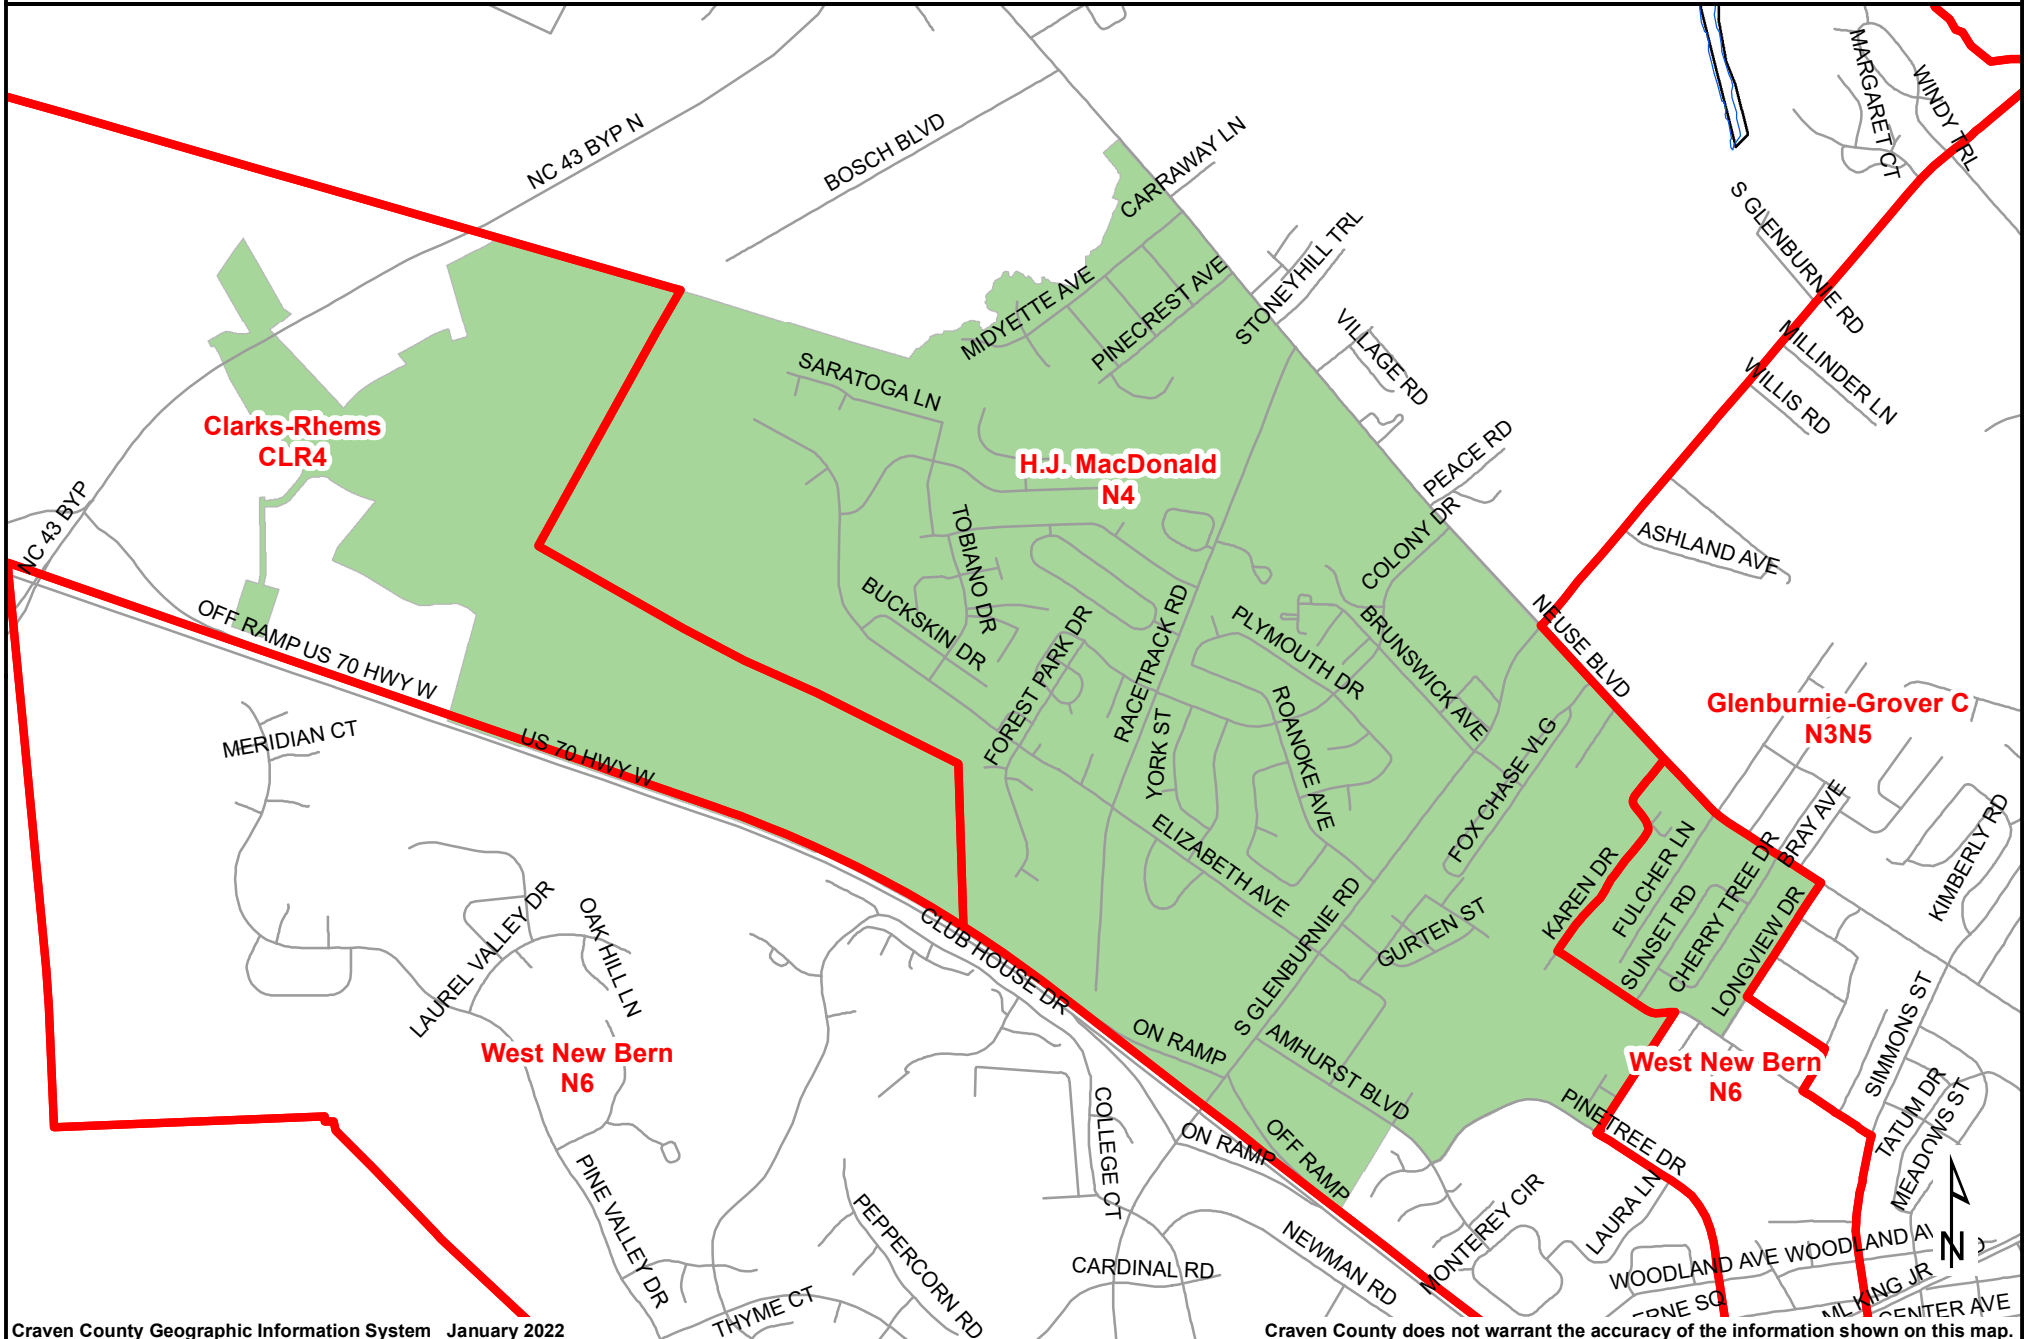 MARGARET CT
WINDY TRL
NC 43 BYP N
BOSCH BLVD
CARRAWAY LN
S GLENBURNIE RD
STONEYHILL TRL
MIDYETTE AVE
PINECREST AVE
VILLAGE RD
MILLINDER LN
WILLIS RD
SARATOGA LN
Clarks-Rhems
CLR4
H.J. MacDonald
N4
PEACE RD
NC 43 BYP
COLONY DR
ASHLAND AVE
TOBIANO DR
BUCKSKIN DR
FOREST PARK DR
RACETRACK RD
PLYMOUTH DR
BRUNSWICK AVE
NEUSE BLVD
OFF RAMP
US 70 HWY W
MERIDIAN CT
US 70 HWY W
YORK ST
ROANOKE AVE
FOX CHASE VLG
Glenburnie-Grover C
N3N5
ELIZABETH AVE
KAREN DR
FULCHER LN
SUNSET RD
CHERRY TREE DR
BRAY AVE
LONGVIEW DR
KIMBERLY RD
LAUREL VALLEY DR
OAK HILL LN
CLUB HOUSE DR
S GLENBURNIE RD
GURTEN ST
West New Bern
N6
ON RAMP
AMHURST BLVD
West New Bern
N6
SIMMONS ST
TATUM DR
MEADOWS ST
COLLEGE CT
ON RAMP
OFF RAMP
PINETREE DR
PINE VALLEY DR
PEPPERCORN RD
CARDINAL RD
NEWMAN RD
MONTEREY CIR
LAURA LN
WOODLAND AVE
WOODLAND
N
THYME CT
ERNE SQ
ML KING JR
CENTER AVE
Craven County Geographic Information System January 2022
Craven County does not warrant the accuracy of the information shown on this map.